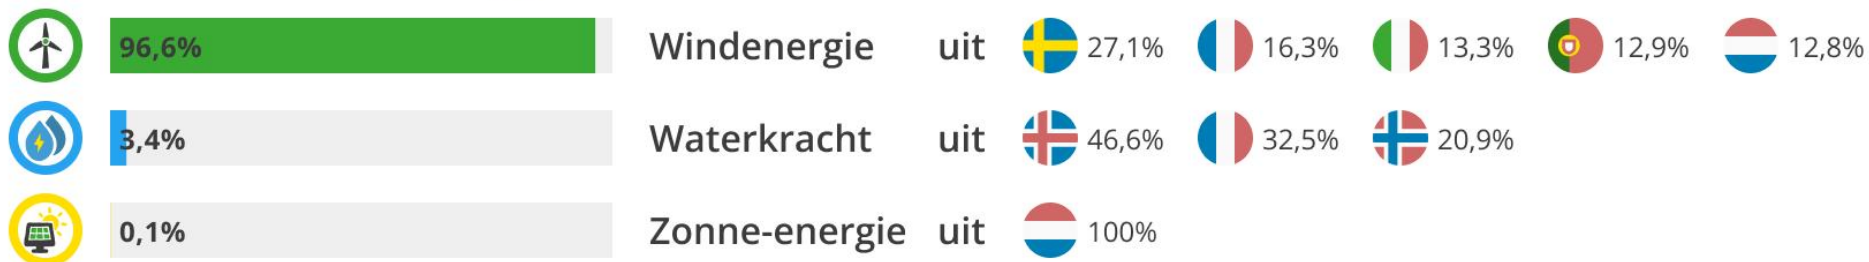 96,6% Windenergie uit 27,1% 16,3% 13,3% 12,9% 12,8%
3,4% Waterkracht uit 46,6% 32,5% 20,9%
0,1% Zonne-energie uit 100%